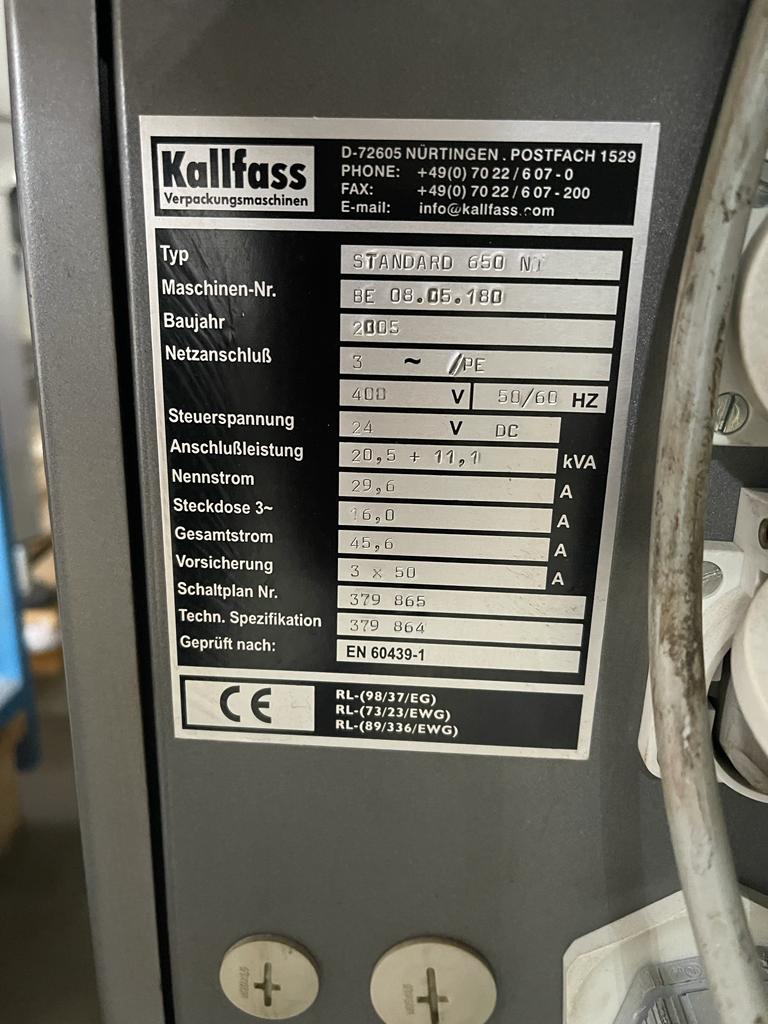 Kallfass
Verpackungsmaschinen
D-72605 NÜRTINGEN . POSTFACH 1529
PHONE: +49(0) 70 22 / 6 07 - 0
FAX: +49(0) 70 22 / 6 07 - 200
E-mail: info@kallfass.com
Typ STANDARD 650
Maschinen-Nr. BE 08.05.180
Baujahr 2005
Netzanschluß 3 ~ /PE
400 V 50/60 HZ
Steuerspannung 24 V DC
Anschlußleistung 20,5 + 11,1 kVA
Nennstrom 29,6 A
Steckdose 3~ 16,0 A
Gesamtstrom 45,6 A
Vorsicherung 3 x 50 A
Schaltplan Nr. 379 865
Techn. Spezifikation 379 864
Geprüft nach: EN 60439-1
CE
RL-(98/37/EG)
RL-(73/23/EWG)
RL-(89/336/EWG)